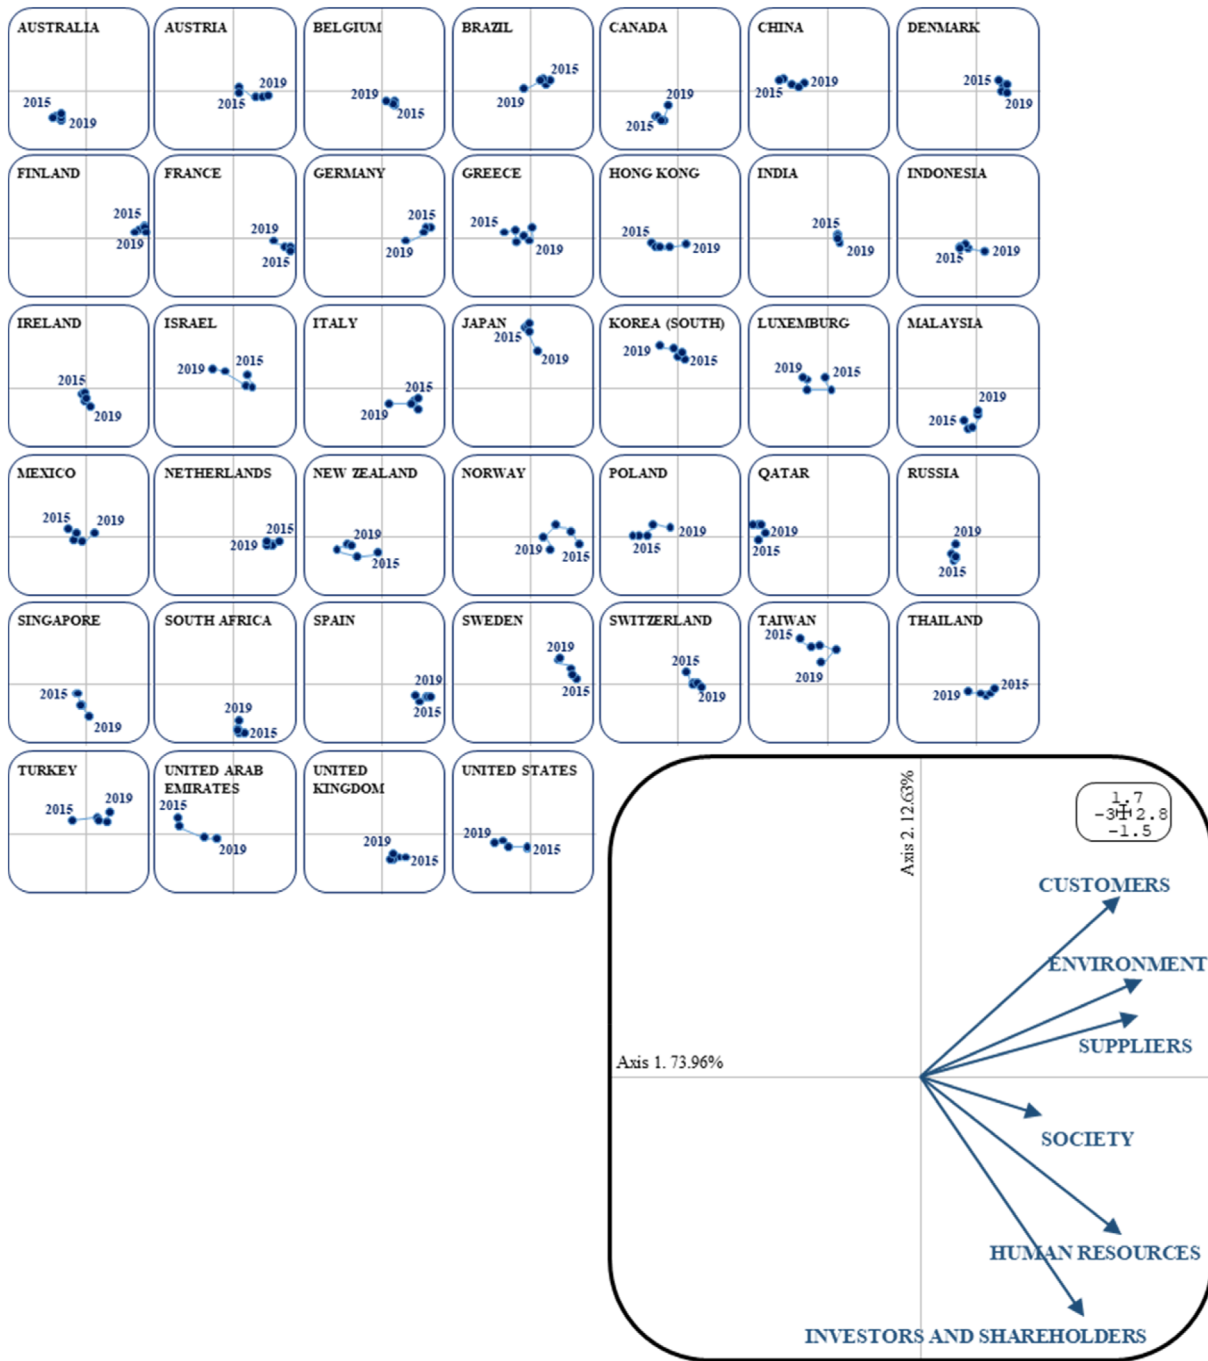 AUSTRALIA
2015
2019
AUSTRIA
2019
2015
BELGIUM
2019
2015
BRAZIL
2015
2019
CANADA
2019
2015
CHINA
2019
2015
DENMARK
2015
2019
FINLAND
2015
2019
FRANCE
2019
2015
GERMANY
2015
2019
GREECE
2015
2019
HONG KONG
2015
2019
INDIA
2015
2019
INDONESIA
2015
2019
IRELAND
2015
2019
ISRAEL
2019
2015
ITALY
2015
2019
JAPAN
2015
2019
KOREA (SOUTH)
2019
2015
LUXEMBURG
2019
2015
MALAYSIA
2019
2015
MEXICO
2015
2019
NETHERLANDS
2015
2019
NEW ZEALAND
2019
2015
NORWAY
2019
2015
POLAND
2019
2015
QATAR
2019
2015
RUSSIA
2019
2015
SINGAPORE
2015
2019
SOUTH AFRICA
2019
2015
SPAIN
2019
2015
SWEDEN
2019
2015
SWITZERLAND
2015
2019
TAIWAN
2015
2019
THAILAND
2019
2015
TURKEY
2015
2019
UNITED ARAB
EMIRATES
2015
2019
UNITED
KINGDOM
2019
2015
UNITED STATES
2019
2015
Axis 2. 12.63%
1.7
-3 2.8
-1.5
CUSTOMERS
ENVIRONMENT
SUPPLIERS
Axis 1. 73.96%
SOCIETY
HUMAN RESOURCES
INVESTORS AND SHAREHOLDERS